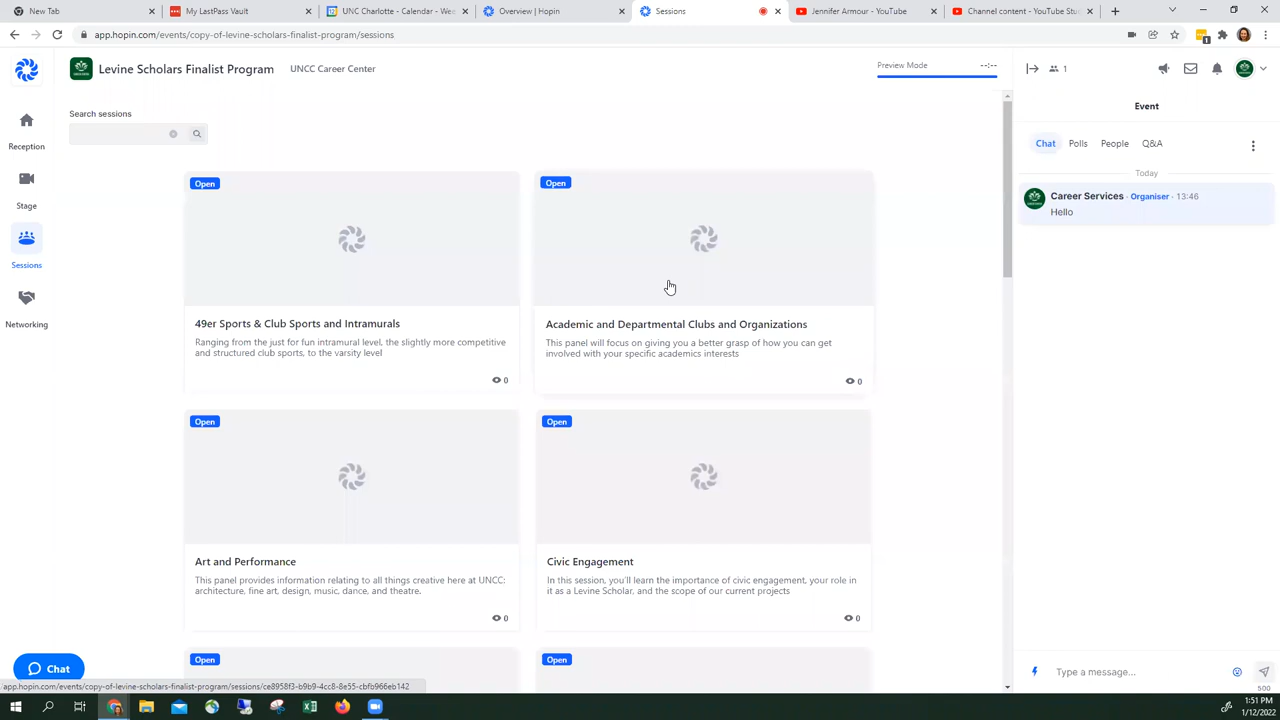 New Tab
My LastPass Vault
UNC Charlotte - Calendar - Wee
Overview | Hopin
Sessions
Jennifer Armour - YouTube
Channel content - YouTube Stu
app.hopin.com/events/copy-of-levine-scholars-finalist-program/sessions
1
Levine Scholars Finalist Program
UNCC Career Center
Preview Mode
--:--
1
Reception
Stage
Sessions
Networking
Search sessions
Open
49er Sports & Club Sports and Intramurals
Ranging from the just for fun intramural level, the slightly more competitive
and structured club sports, to the varsity level
0
Open
Academic and Departmental Clubs and Organizations
This panel will focus on giving you a better grasp of how you can get
involved with your specific academics interests
0
Open
Art and Performance
This panel provides information relating to all things creative here at UNCC:
architecture, fine art, design, music, dance, and theatre.
0
Open
Civic Engagement
In this session, you'll learn the importance of civic engagement, your role in
it as a Levine Scholar, and the scope of our current projects
0
Open
Open
Event
Chat
Polls
People
Q&A
Today
Career Services · Organiser · 13:46
Hello
Type a message...
500
Chat
app.hopin.com/events/copy-of-levine-scholars-finalist-program/sessions/ce8958f3-b9b9-4cc8-8e55-cbfb966eb142
1:51 PM
1/12/2022